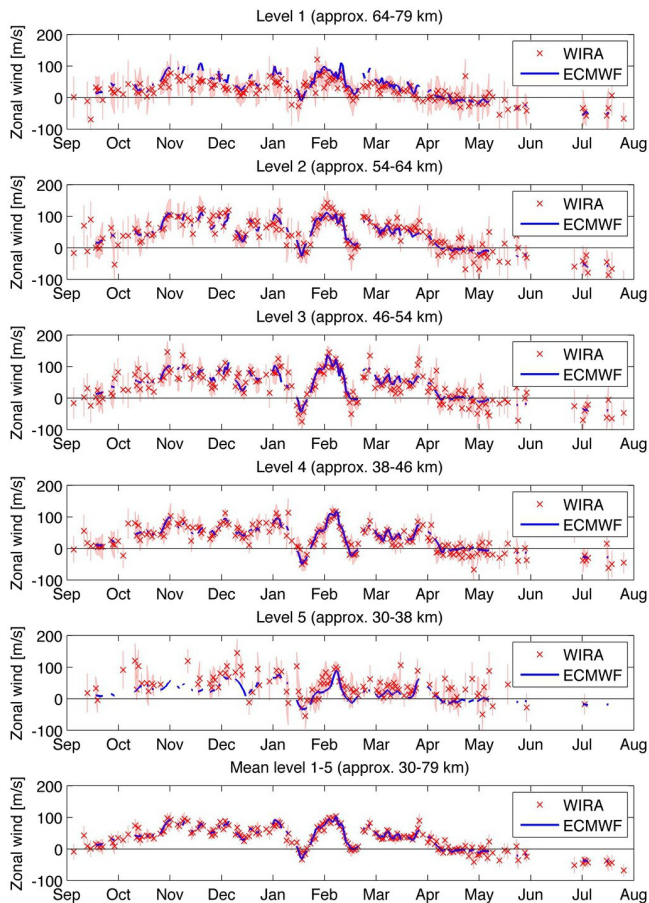 Level 1 (approx. 64-79 km)
Zonal wind [m/s]
200
100
0
-100
WIRA
ECMWF
Sep Oct Nov Dec Jan Feb Mar Apr May Jun Jul Aug
Level 2 (approx. 54-64 km)
Zonal wind [m/s]
200
100
0
-100
WIRA
ECMWF
Sep Oct Nov Dec Jan Feb Mar Apr May Jun Jul Aug
Level 3 (approx. 46-54 km)
Zonal wind [m/s]
200
100
0
-100
WIRA
ECMWF
Sep Oct Nov Dec Jan Feb Mar Apr May Jun Jul Aug
Level 4 (approx. 38-46 km)
Zonal wind [m/s]
200
100
0
-100
WIRA
ECMWF
Sep Oct Nov Dec Jan Feb Mar Apr May Jun Jul Aug
Level 5 (approx. 30-38 km)
Zonal wind [m/s]
200
100
0
-100
WIRA
ECMWF
Sep Oct Nov Dec Jan Feb Mar Apr May Jun Jul Aug
Mean level 1-5 (approx. 30-79 km)
Zonal wind [m/s]
200
100
0
-100
WIRA
ECMWF
Sep Oct Nov Dec Jan Feb Mar Apr May Jun Jul Aug